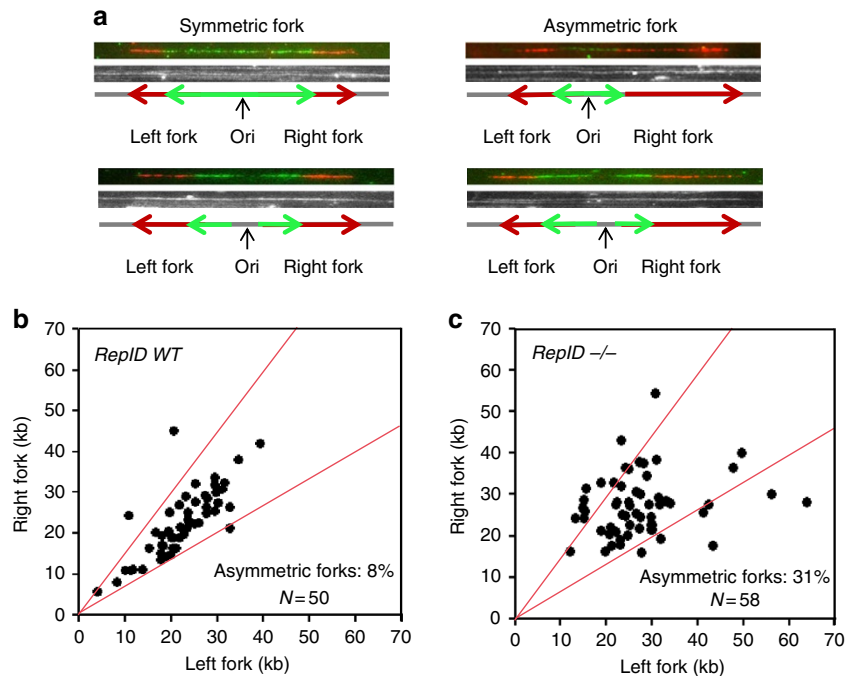 a
Symmetric fork
Asymmetric fork
Left fork
Ori
Right fork
Left fork
Ori
Right fork
Left fork
Ori
Right fork
Left fork
Ori
Right fork
b
RepID WT
Right fork (kb)
70
60
50
40
30
20
10
0
Asymmetric forks: 8%
N=50
0 10 20 30 40 50 60 70
Left fork (kb)
c
RepID –/–
Right fork (kb)
70
60
50
40
30
20
10
0
Asymmetric forks: 31%
N=58
0 10 20 30 40 50 60 70
Left fork (kb)